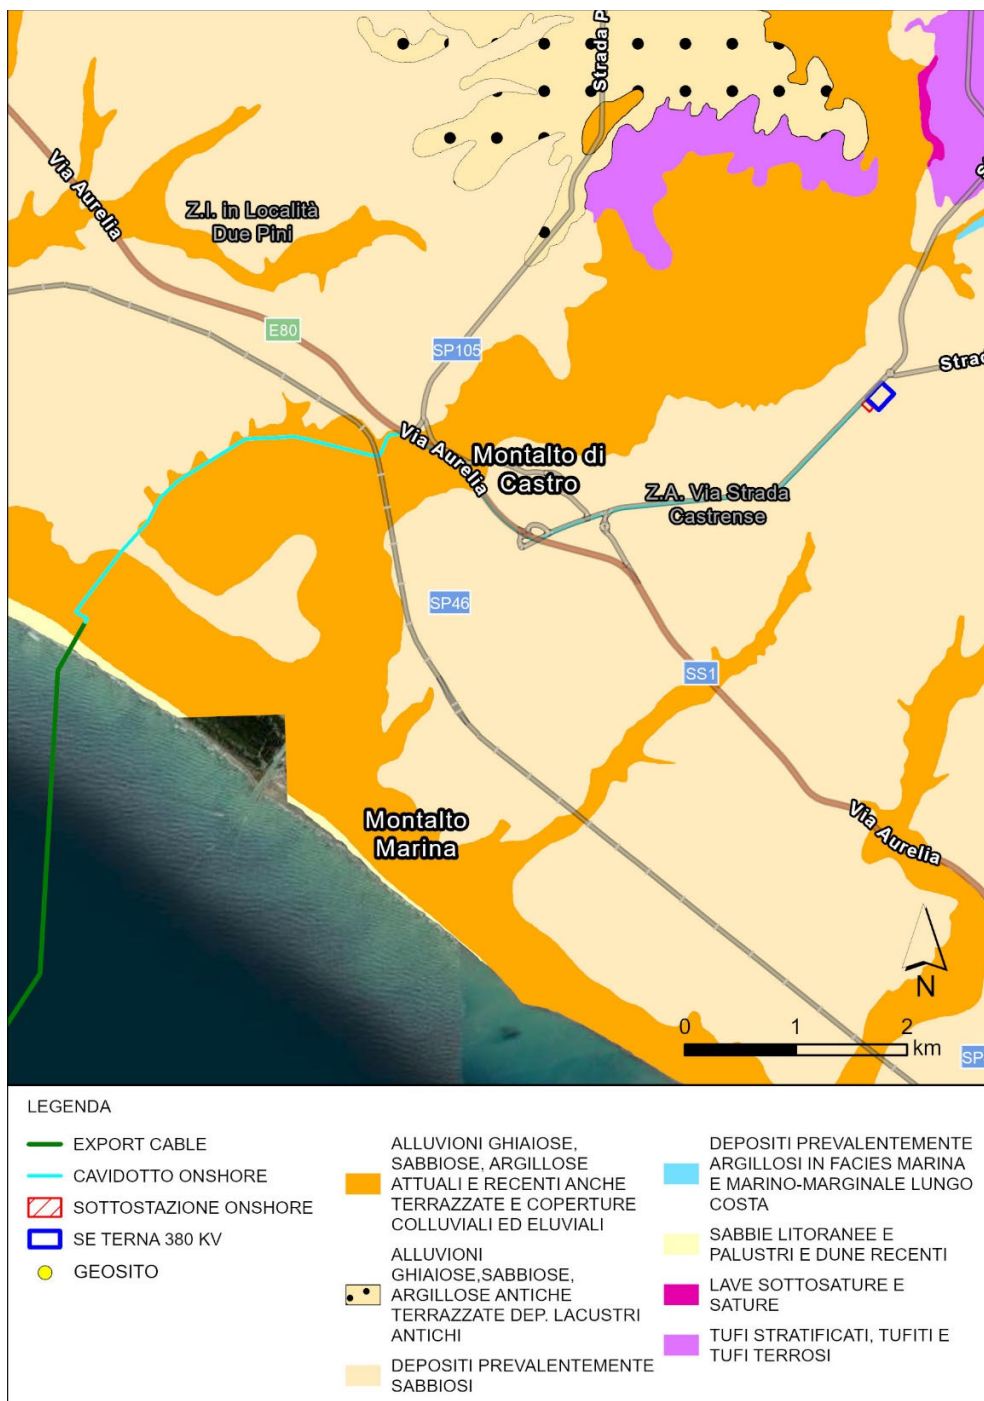 Strada P
Via Aurelia
Z.I. in Località
Due Pini
E80
SP105
Strad
Via Aurelia
Montalto di
Castro
Z.A. Via Strada
Castrense
SP46
SS1
Montalto
Marina
Via Aurelia
N
0 1 2
km
SP
LEGENDA
EXPORT CABLE
CAVIDOTTO ONSHORE
SOTTOSTAZIONE ONSHORE
SE TERNA 380 KV
GEOSITO
ALLUVIONI GHIAIOSE,
SABBIOSE, ARGILLOSE
ATTUALI E RECENTI ANCHE
TERRAZZATE E COPERTURE
COLLUVIALI ED ELUVIALI
ALLUVIONI
GHIAIOSE,SABBIOSE,
ARGILLOSE ANTICHE
TERRAZZATE DEP. LACUSTRI
ANTICHI
DEPOSITI PREVALENTEMENTE
SABBIOSI
DEPOSITI PREVALENTEMENTE
ARGILLOSI IN FACIES MARINA
E MARINO-MARGINALE LUNGO
COSTA
SABBIE LITORANEE E
PALUSTRI E DUNE RECENTI
LAVE SOTTOSATURE E
SATURE
TUFI STRATIFICATI, TUFITI E
TUFI TERROSI